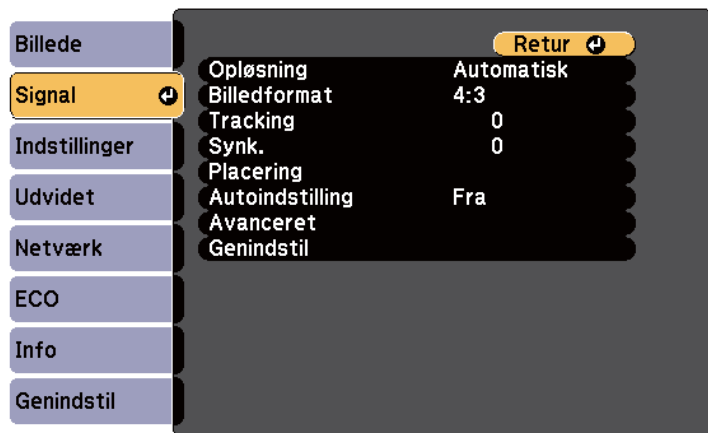 Billede
Signal
Indstillinger
Udvidet
Netværk
ECO
Info
Genindstil
Retur
Opløsning Automatisk
Billedformat 4:3
Tracking 0
Synk. 0
Placering
Autoindstilling Fra
Avanceret
Genindstil